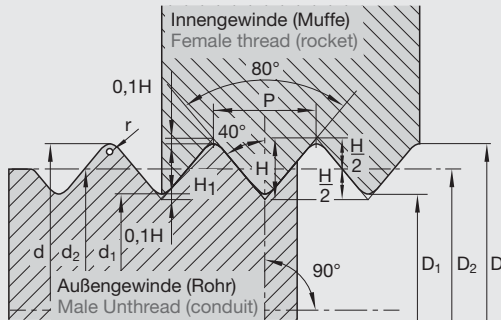 Innengewinde (Muffe)
Female thread (rocket)
80°
0,1H
P
40°
r
H
H/2
H₁
H/2
0,1H
d
d₂
d₁
D₁
D₂
D
90°
Außengewinde (Rohr)
Male Unthread (conduit)